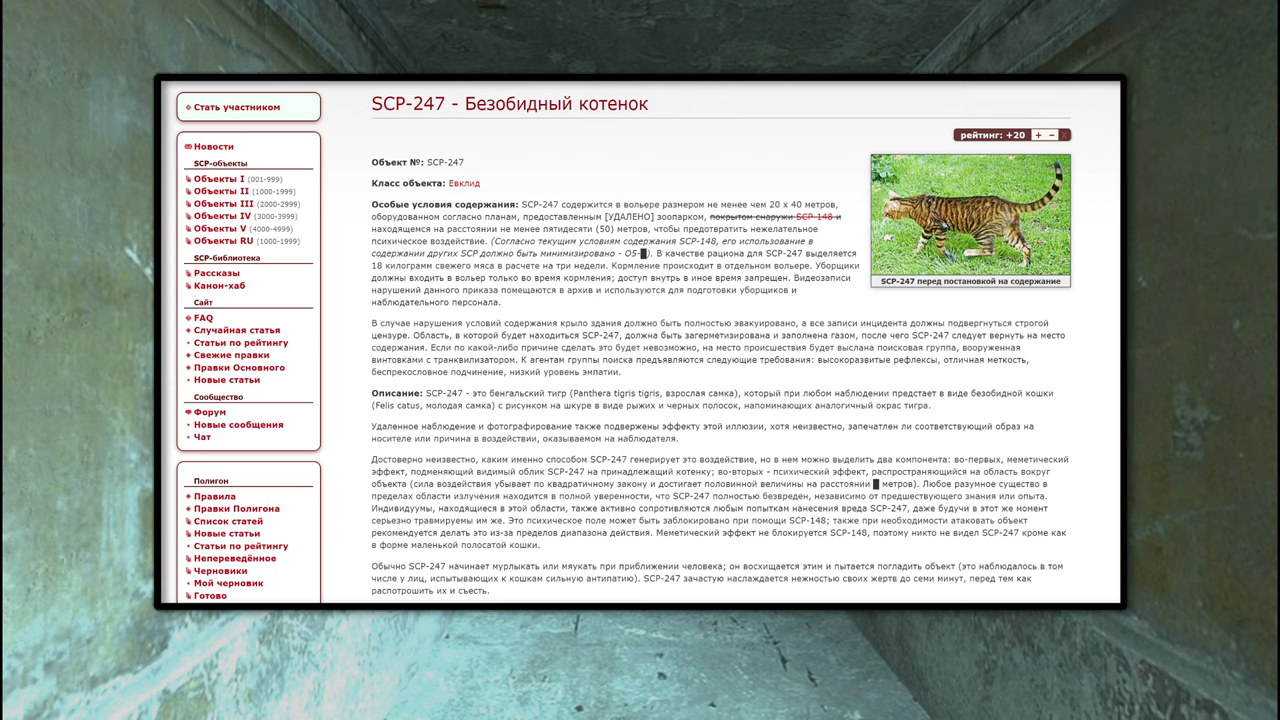 Стать участником
Новости
SCP-объекты
Объекты I (001-999)
Объекты II (1000-1999)
Объекты III (2000-2999)
Объекты IV (3000-3999)
Объекты V (4000-4999)
Объекты RU (1000-1999)
SCP-библиотека
Рассказы
Канон-хаб
Сайт
FAQ
Случайная статья
Статьи по рейтингу
Свежие правки
Правки Основного
Новые статьи
Сообщество
Форум
Новые сообщения
Чат
Полигон
Правила
Правки Полигона
Список статей
Новые статьи
Статьи по рейтингу
Непереведённое
Черновики
Мой черновик
Готово
SCP-247 - Безобидный котенок
рейтинг: +20 + − X
Объект №: SCP-247
Класс объекта: Евклид
Особые условия содержания: SCP-247 содержится в вольере размером не менее чем 20 x 40 метров,
оборудованном согласно планам, предоставленным [УДАЛЕНО] зоопарком, покрытом снаружи SCP-148 и
находящемся на расстоянии не менее пятидесяти (50) метров, чтобы предотвратить нежелательное
психическое воздействие. (Согласно текущим условиям содержания SCP-148, его использование в
содержании других SCP должно быть минимизировано - О5-█). В качестве рациона для SCP-247 выделяется
18 килограмм свежего мяса в расчете на три недели. Кормление происходит в отдельном вольере. Уборщики
должны входить в вольер только во время кормления; доступ внутрь в иное время запрещен. Видеозаписи
нарушений данного приказа помещаются в архив и используются для подготовки уборщиков и
наблюдательного персонала.
SCP-247 перед постановкой на содержание
В случае нарушения условий содержания крыло здания должно быть полностью эвакуировано, а все записи инцидента должны подвергнуться строгой
цензуре. Область, в которой будет находиться SCP-247, должна быть загерметизирована и заполнена газом, после чего SCP-247 следует вернуть на место
содержания. Если по какой-либо причине сделать это будет невозможно, на место происшествия будет выслана поисковая группа, вооруженная
винтовками с транквилизатором. К агентам группы поиска предъявляются следующие требования: высокоразвитые рефлексы, отличная меткость,
беспрекословное подчинение, низкий уровень эмпатии.
Описание: SCP-247 - это бенгальский тигр (Panthera tigris tigris, взрослая самка), который при любом наблюдении предстает в виде безобидной кошки
(Felis catus, молодая самка) с рисунком на шкуре в виде рыжих и черных полосок, напоминающих аналогичный окрас тигра.
Удаленное наблюдение и фотографирование также подвержены эффекту этой иллюзии, хотя неизвестно, запечатлен ли соответствующий образ на
носителе или причина в воздействии, оказываемом на наблюдателя.
Достоверно неизвестно, каким именно способом SCP-247 генерирует это воздействие, но в нем можно выделить два компонента: во-первых, меметический
эффект, подменяющий видимый облик SCP-247 на принадлежащий котенку; во-вторых - психический эффект, распространяющийся на область вокруг
объекта (сила воздействия убывает по квадратичному закону и достигает половинной величины на расстоянии █ метров). Любое разумное существо в
пределах области излучения находится в полной уверенности, что SCP-247 полностью безвреден, независимо от предшествующего знания или опыта.
Индивидуумы, находящиеся в этой области, также активно сопротивляются любым попыткам нанесения вреда SCP-247, даже будучи в этот же момент
серьезно травмируемы им же. Это психическое поле может быть заблокировано при помощи SCP-148; также при необходимости атаковать объект
рекомендуется делать это из-за пределов диапазона действия. Меметический эффект не блокируется SCP-148, поэтому никто не видел SCP-247 кроме как
в форме маленькой полосатой кошки.
Обычно SCP-247 начинает мурлыкать или мяукать при приближении человека; он восхищается этим и пытается погладить объект (это наблюдалось в том
числе у лиц, испытывающих к кошкам сильную антипатию). SCP-247 зачастую наслаждается нежностью своих жертв до семи минут, перед тем как
распотрошить их и съесть.